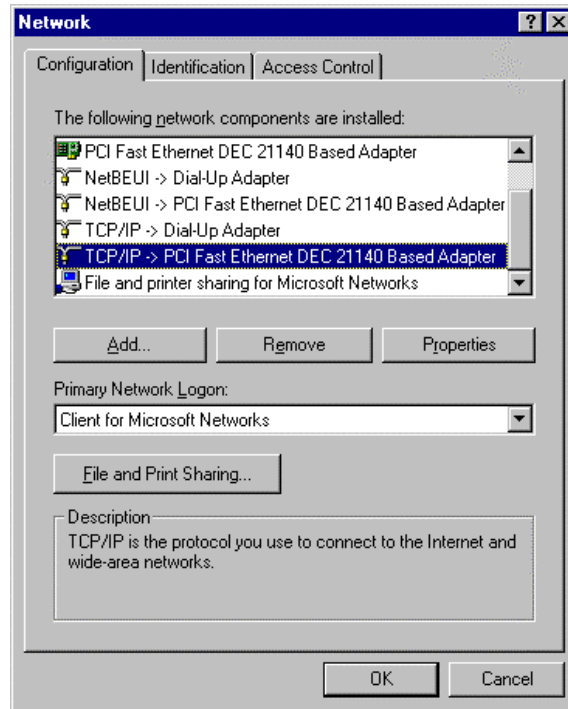 Network
Configuration Identification Access Control
The following network components are installed:
PCI Fast Ethernet DEC 21140 Based Adapter
NetBEUI -> Dial-Up Adapter
NetBEUI -> PCI Fast Ethernet DEC 21140 Based Adapter
TCP/IP -> Dial-Up Adapter
TCP/IP -> PCI Fast Ethernet DEC 21140 Based Adapter
File and printer sharing for Microsoft Networks
Add... Remove Properties
Primary Network Logon:
Client for Microsoft Networks
File and Print Sharing...
Description
TCP/IP is the protocol you use to connect to the Internet and
wide-area networks.
OK Cancel